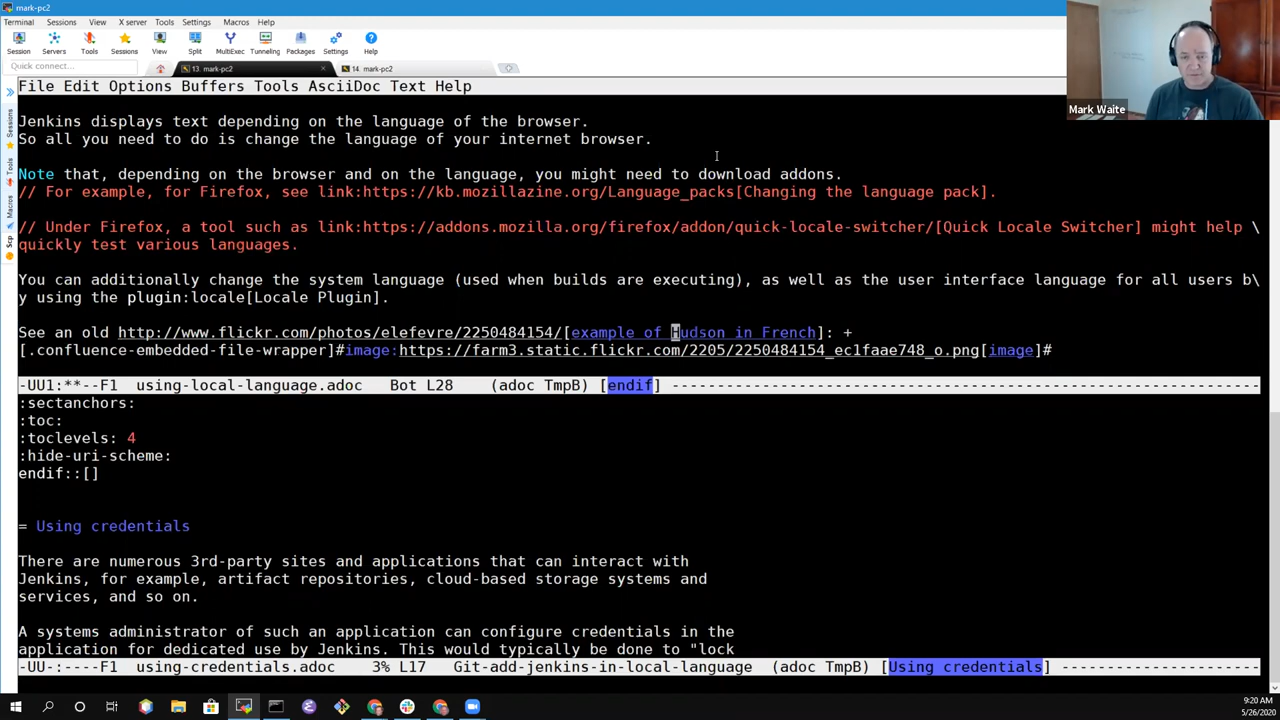 mark-pc2
Terminal Sessions View X server Tools Settings Macros Help
Session Servers Tools Sessions View Split MultiExec Tunneling Packages Settings Help
Quick connect...
13. mark-pc2
14. mark-pc2
Mark Waite
Sessions
Tools
Macros
Scp
File Edit Options Buffers Tools AsciiDoc Text Help
Jenkins displays text depending on the language of the browser.
So all you need to do is change the language of your internet browser.
Note that, depending on the browser and on the language, you might need to download addons.
// For example, for Firefox, see link:https://kb.mozillazine.org/Language_packs[Changing the language pack].
// Under Firefox, a tool such as link:https://addons.mozilla.org/firefox/addon/quick-locale-switcher/[Quick Locale Switcher] might help \
quickly test various languages.
You can additionally change the system language (used when builds are executing), as well as the user interface language for all users b\
y using the plugin:locale[Locale Plugin].
See an old http://www.flickr.com/photos/elefevre/2250484154/[example of Hudson in French]: +
[.confluence-embedded-file-wrapper]#image:https://farm3.static.flickr.com/2205/2250484154_ec1faae748_o.png[image]#
-UU1:**--F1 using-local-language.adoc Bot L28 (adoc TmpB) [endif] -----------------------------------------------------------------
:sectanchors:
:toc:
:toclevels: 4
:hide-uri-scheme:
endif::[]
= Using credentials
There are numerous 3rd-party sites and applications that can interact with
Jenkins, for example, artifact repositories, cloud-based storage systems and
services, and so on.
A systems administrator of such an application can configure credentials in the
application for dedicated use by Jenkins. This would typically be done to "lock
-UU-:----F1 using-credentials.adoc 3% L17 Git-add-jenkins-in-local-language (adoc TmpB) [Using credentials] ------------------------
9:20 AM
5/26/2020